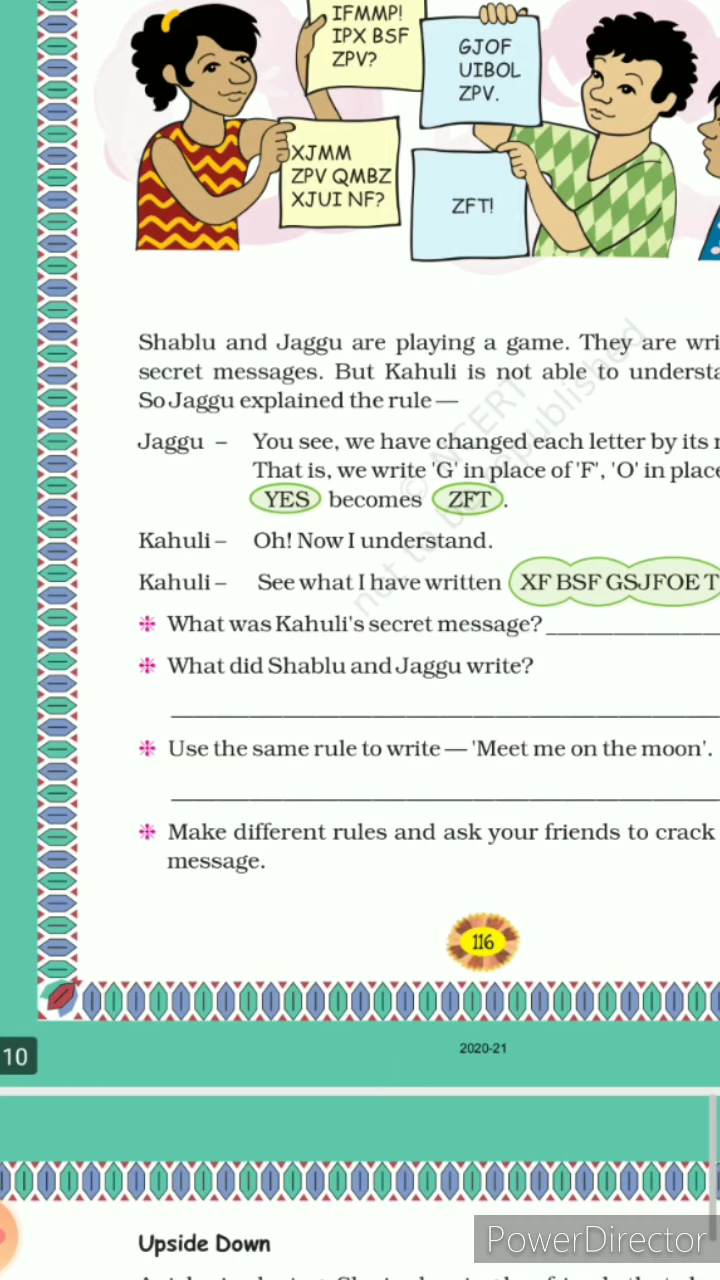 IFMMP!
IPX BSF
ZPV?
GJOF
UIBOL
ZPV.
XJMM
ZPV QMBZ
XJUI NF?
ZFT!
Shablu and Jaggu are playing a game. They are wri
secret messages. But Kahuli is not able to understa
So Jaggu explained the rule —
Jaggu – You see, we have changed each letter by its n
That is, we write 'G' in place of 'F', 'O' in place
YES becomes ZFT.
Kahuli – Oh! Now I understand.
Kahuli – See what I have written XF BSF GSJFOE T
What was Kahuli's secret message?
What did Shablu and Jaggu write?
Use the same rule to write — 'Meet me on the moon'.
Make different rules and ask your friends to crack
message.
© NCERT
not to be republished
116
2020-21
10
Upside Down
PowerDirector